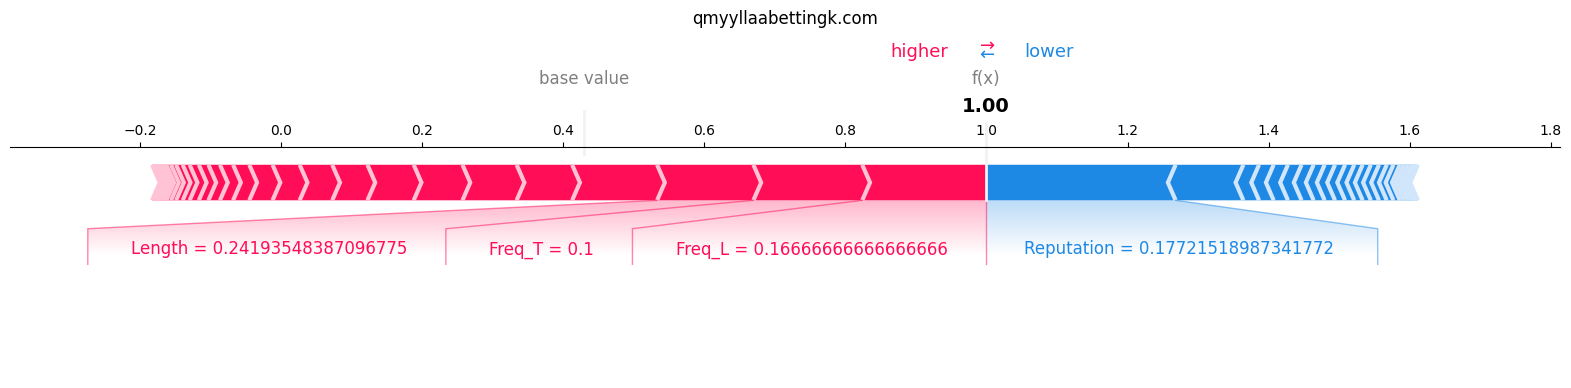 qmyyllaabettingk.com
higher ⇄ lower
base value f(x)
1.00
−0.2 0.0 0.2 0.4 0.6 0.8 1.0 1.2 1.4 1.6 1.8
Length = 0.24193548387096775 Freq_T = 0.1 Freq_L = 0.16666666666666666 Reputation = 0.17721518987341772